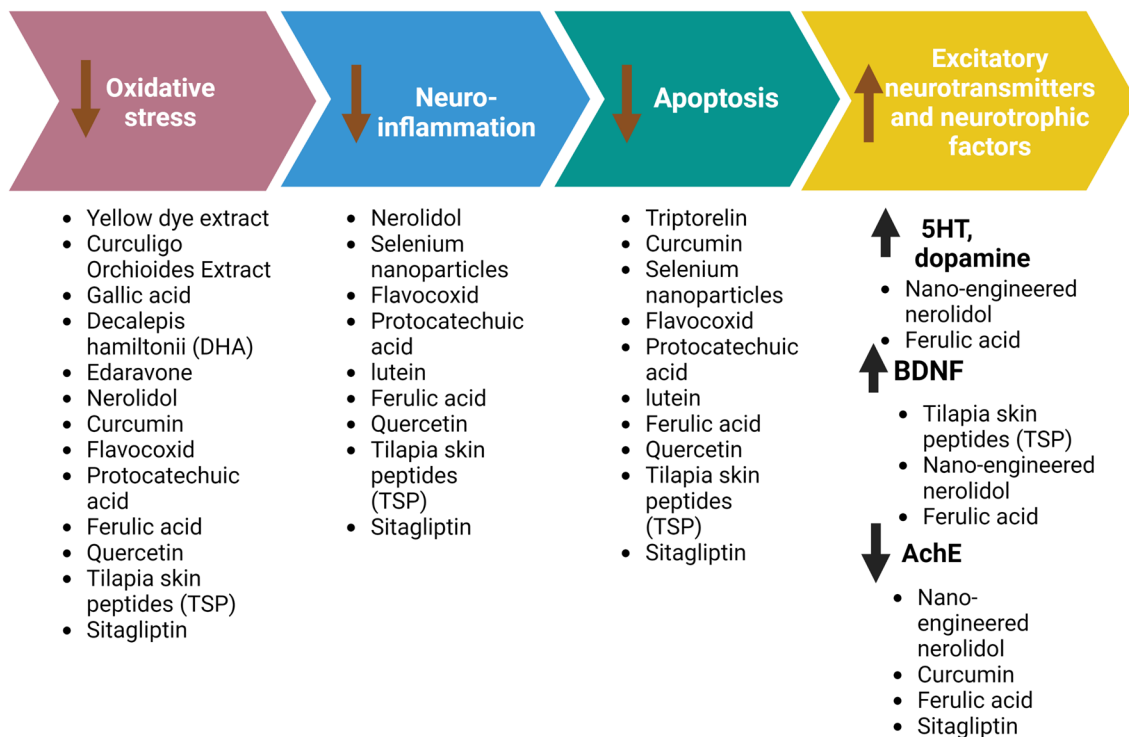 Oxidative
stress
Neuro-
inflammation
Apoptosis
Excitatory
neurotransmitters
and neurotrophic
factors
• Yellow dye extract
• Curculigo
Orchioides Extract
• Gallic acid
• Decalepis
hamiltonii (DHA)
• Edaravone
• Nerolidol
• Curcumin
• Flavocoxid
• Protocatechuic
acid
• Ferulic acid
• Quercetin
• Tilapia skin
peptides (TSP)
• Sitagliptin
• Nerolidol
• Selenium
nanoparticles
• Flavocoxid
• Protocatechuic
acid
• lutein
• Ferulic acid
• Quercetin
• Tilapia skin
peptides
(TSP)
• Sitagliptin
• Triptorelin
• Curcumin
• Selenium
nanoparticles
• Flavocoxid
• Protocatechuic
acid
• lutein
• Ferulic acid
• Quercetin
• Tilapia skin
peptides
(TSP)
• Sitagliptin
5HT,
dopamine
• Nano-engineered
nerolidol
• Ferulic acid
BDNF
• Tilapia skin
peptides (TSP)
• Nano-engineered
nerolidol
• Ferulic acid
AchE
• Nano-
engineered
nerolidol
• Curcumin
• Ferulic acid
• Sitagliptin